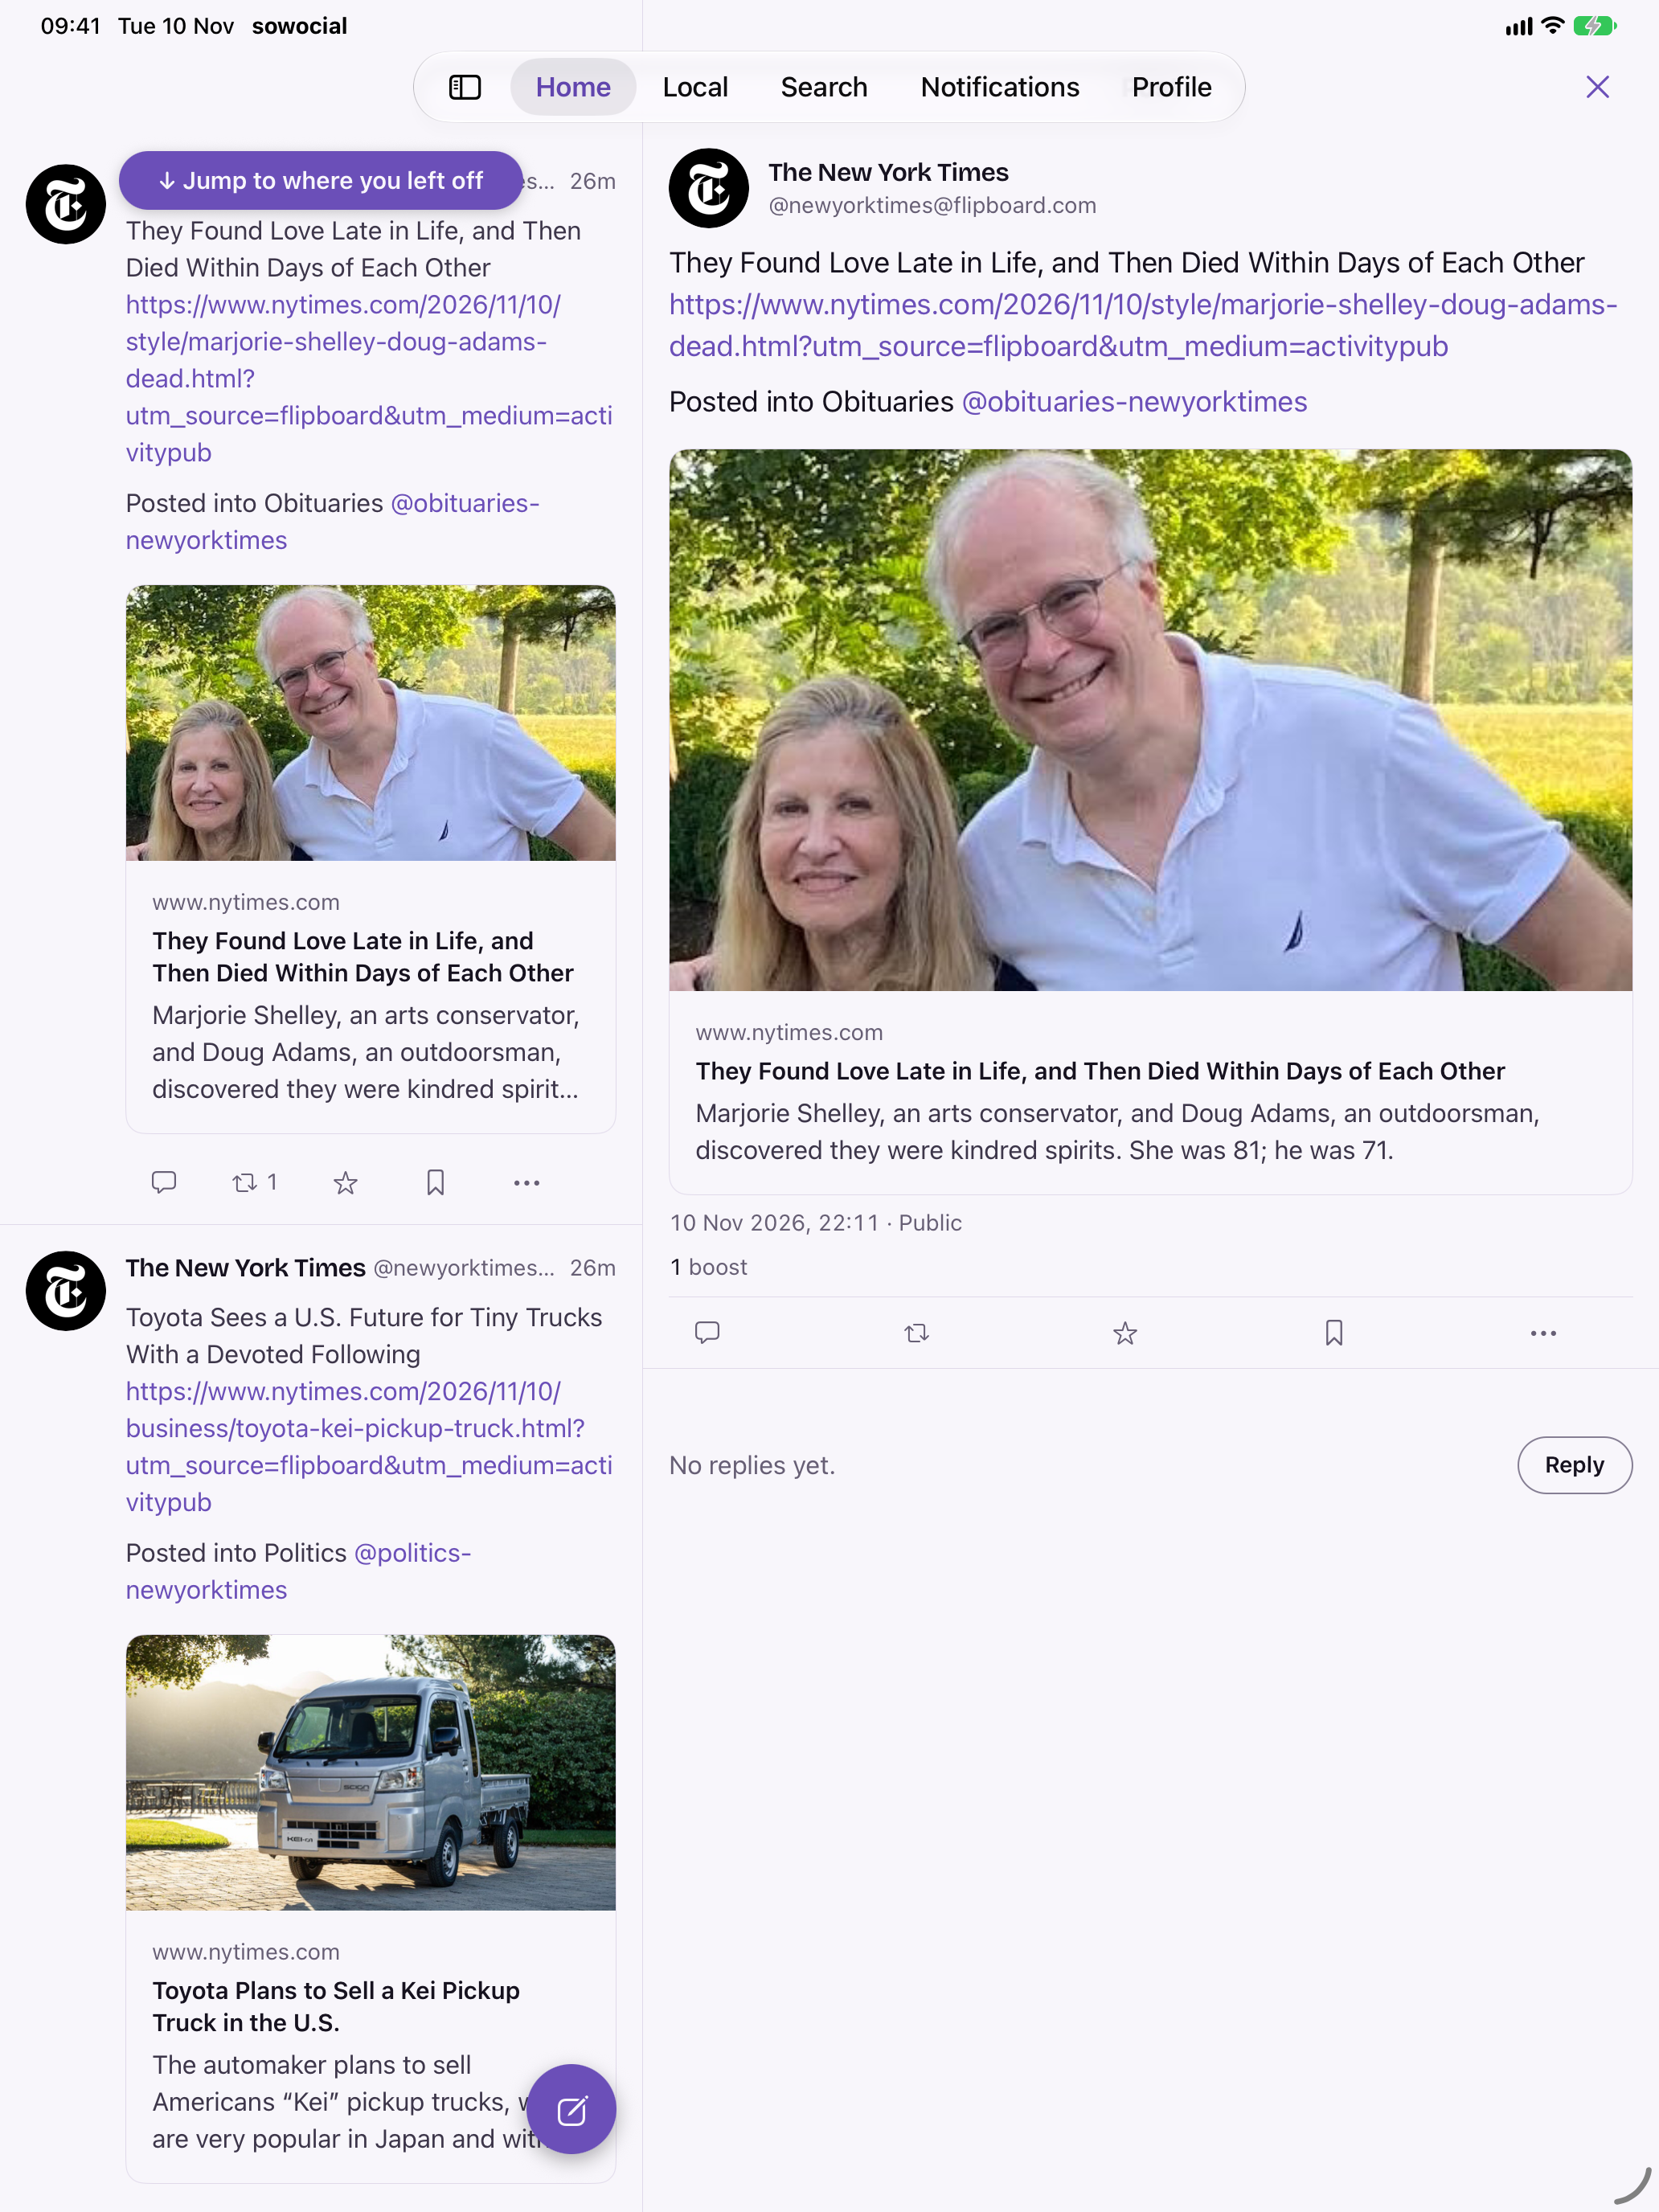 09:41 Tue 10 Nov sowocial
Home Local Search Notifications Profile
↓ Jump to where you left off
26m
They Found Love Late in Life, and Then
Died Within Days of Each Other
https://www.nytimes.com/2026/11/10/
style/marjorie-shelley-doug-adams-
dead.html?
utm_source=flipboard&utm_medium=acti
vitypub
Posted into Obituaries @obituaries-
newyorktimes
www.nytimes.com
They Found Love Late in Life, and
Then Died Within Days of Each Other
Marjorie Shelley, an arts conservator,
and Doug Adams, an outdoorsman,
discovered they were kindred spirit...
1
The New York Times @newyorktimes... 26m
Toyota Sees a U.S. Future for Tiny Trucks
With a Devoted Following
https://www.nytimes.com/2026/11/10/
business/toyota-kei-pickup-truck.html?
utm_source=flipboard&utm_medium=acti
vitypub
Posted into Politics @politics-
newyorktimes
www.nytimes.com
Toyota Plans to Sell a Kei Pickup
Truck in the U.S.
The automaker plans to sell
Americans “Kei” pickup trucks,
are very popular in Japan and
The New York Times
@newyorktimes@flipboard.com
They Found Love Late in Life, and Then Died Within Days of Each Other
https://www.nytimes.com/2026/11/10/style/marjorie-shelley-doug-adams-
dead.html?utm_source=flipboard&utm_medium=activitypub
Posted into Obituaries @obituaries-newyorktimes
www.nytimes.com
They Found Love Late in Life, and Then Died Within Days of Each Other
Marjorie Shelley, an arts conservator, and Doug Adams, an outdoorsman,
discovered they were kindred spirits. She was 81; he was 71.
10 Nov 2026, 22:11 · Public
1 boost
No replies yet.
Reply